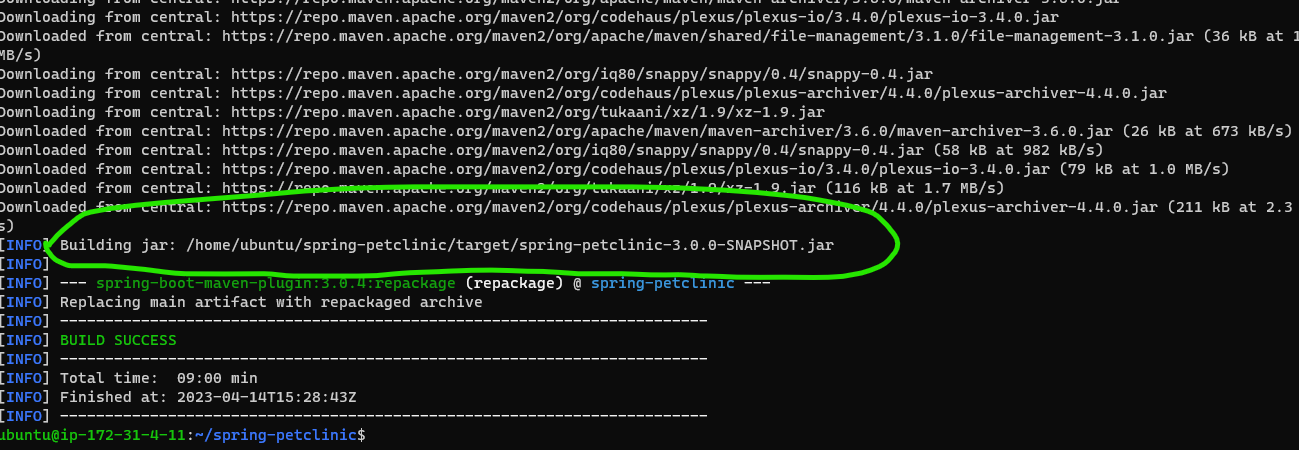 Downloaded from central: https://repo.maven.apache.org/maven2/org/apache/maven/maven-archiver/3.6.0/maven-archiver-3.6.0.jar
Downloading from central: https://repo.maven.apache.org/maven2/org/codehaus/plexus/plexus-io/3.4.0/plexus-io-3.4.0.jar
Downloaded from central: https://repo.maven.apache.org/maven2/org/apache/maven/shared/file-management/3.1.0/file-management-3.1.0.jar (36 kB at 1
MB/s)
Downloading from central: https://repo.maven.apache.org/maven2/org/iq80/snappy/snappy/0.4/snappy-0.4.jar
Downloading from central: https://repo.maven.apache.org/maven2/org/codehaus/plexus/plexus-archiver/4.4.0/plexus-archiver-4.4.0.jar
Downloading from central: https://repo.maven.apache.org/maven2/org/tukaani/xz/1.9/xz-1.9.jar
Downloaded from central: https://repo.maven.apache.org/maven2/org/apache/maven/maven-archiver/3.6.0/maven-archiver-3.6.0.jar (26 kB at 673 kB/s)
Downloaded from central: https://repo.maven.apache.org/maven2/org/iq80/snappy/snappy/0.4/snappy-0.4.jar (58 kB at 982 kB/s)
Downloaded from central: https://repo.maven.apache.org/maven2/org/codehaus/plexus/plexus-io/3.4.0/plexus-io-3.4.0.jar (79 kB at 1.0 MB/s)
Downloaded from central: https://repo.maven.apache.org/maven2/org/tukaani/xz/1.9/xz-1.9.jar (116 kB at 1.7 MB/s)
Downloaded from central: https://repo.maven.apache.org/maven2/org/codehaus/plexus/plexus-archiver/4.4.0/plexus-archiver-4.4.0.jar (211 kB at 2.3
s)
[INFO] Building jar: /home/ubuntu/spring-petclinic/target/spring-petclinic-3.0.0-SNAPSHOT.jar
[INFO]
[INFO] --- spring-boot-maven-plugin:3.0.4:repackage (repackage) @ spring-petclinic ---
[INFO] Replacing main artifact with repackaged archive
[INFO] ------------------------------------------------------------------------
[INFO] BUILD SUCCESS
[INFO] ------------------------------------------------------------------------
[INFO] Total time:  09:00 min
[INFO] Finished at: 2023-04-14T15:28:43Z
[INFO] ------------------------------------------------------------------------
ubuntu@ip-172-31-4-11:~/spring-petclinic$